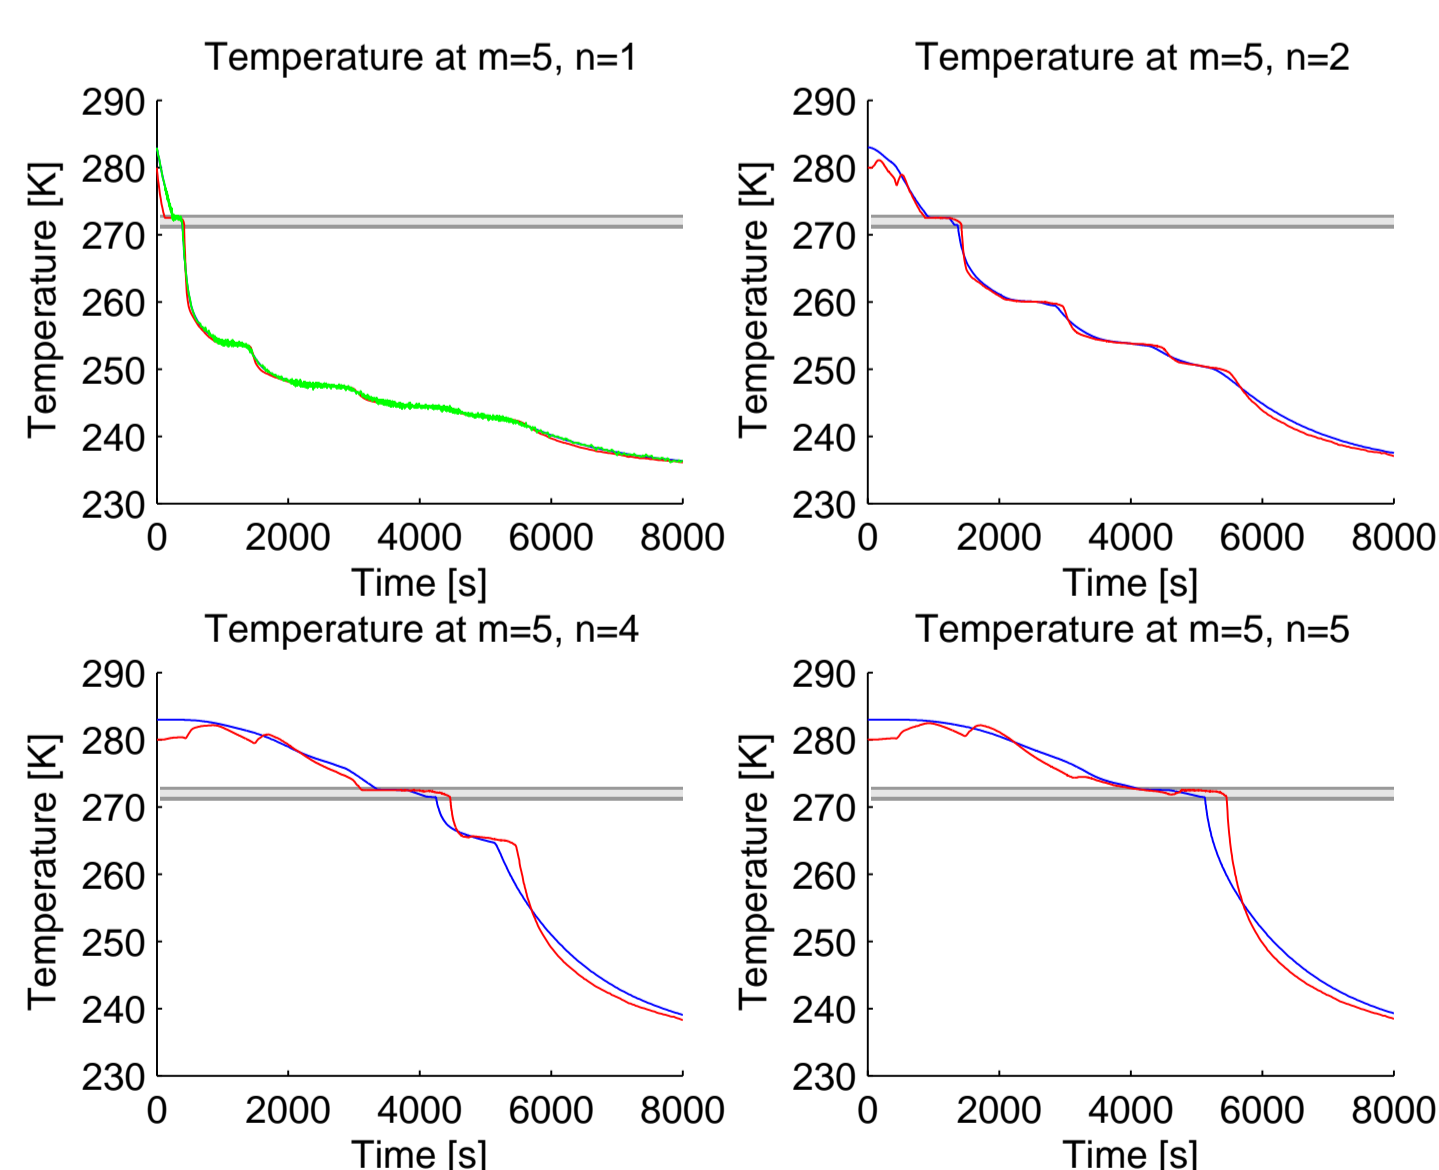 Temperature at m=5, n=1
Temperature [K]
290
280
270
260
250
240
230
0 2000 4000 6000 8000
Time [s]
Temperature at m=5, n=2
Temperature [K]
290
280
270
260
250
240
230
0 2000 4000 6000 8000
Time [s]
Temperature at m=5, n=4
Temperature [K]
290
280
270
260
250
240
230
0 2000 4000 6000 8000
Time [s]
Temperature at m=5, n=5
Temperature [K]
290
280
270
260
250
240
230
0 2000 4000 6000 8000
Time [s]